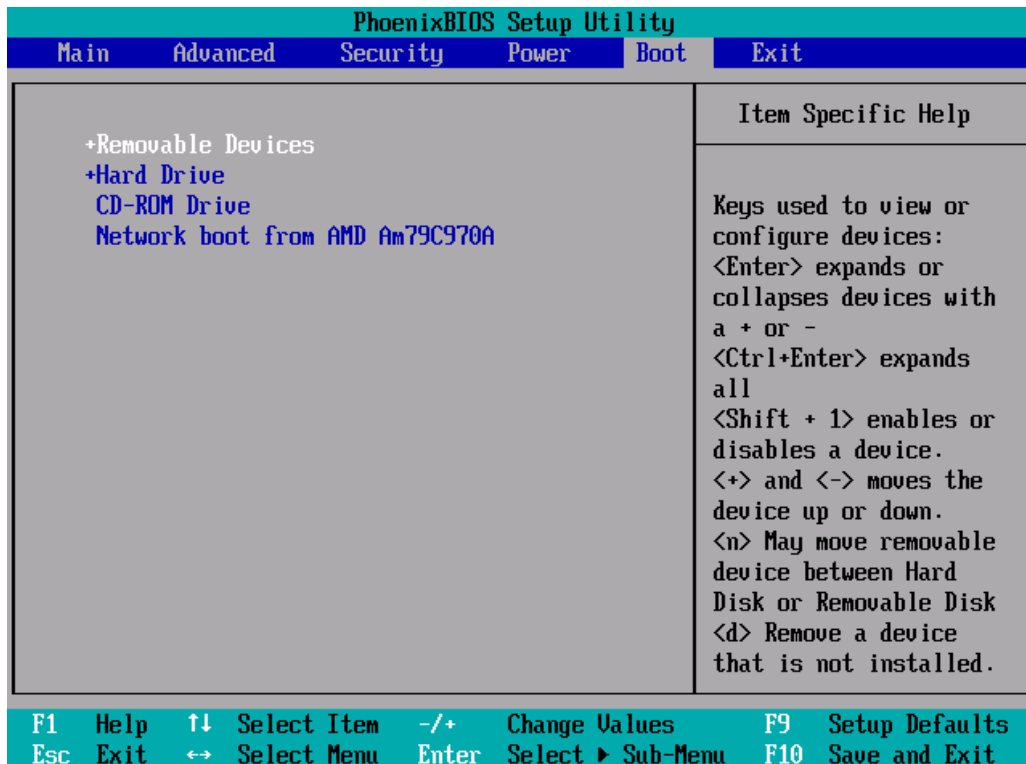 PhoenixBIOS Setup Utility
Main Advanced Security Power Boot Exit
+Removable Devices
+Hard Drive
CD-ROM Drive
Network boot from AMD Am79C970A
Item Specific Help
Keys used to view or
configure devices:
<Enter> expands or
collapses devices with
a + or -
<Ctrl+Enter> expands
all
<Shift + 1> enables or
disables a device.
<+> and <-> moves the
device up or down.
<n> May move removable
device between Hard
Disk or Removable Disk
<d> Remove a device
that is not installed.
F1 Help ↑↓ Select Item -/+ Change Values F9 Setup Defaults
Esc Exit ↔ Select Menu Enter Select ▶ Sub-Menu F10 Save and Exit